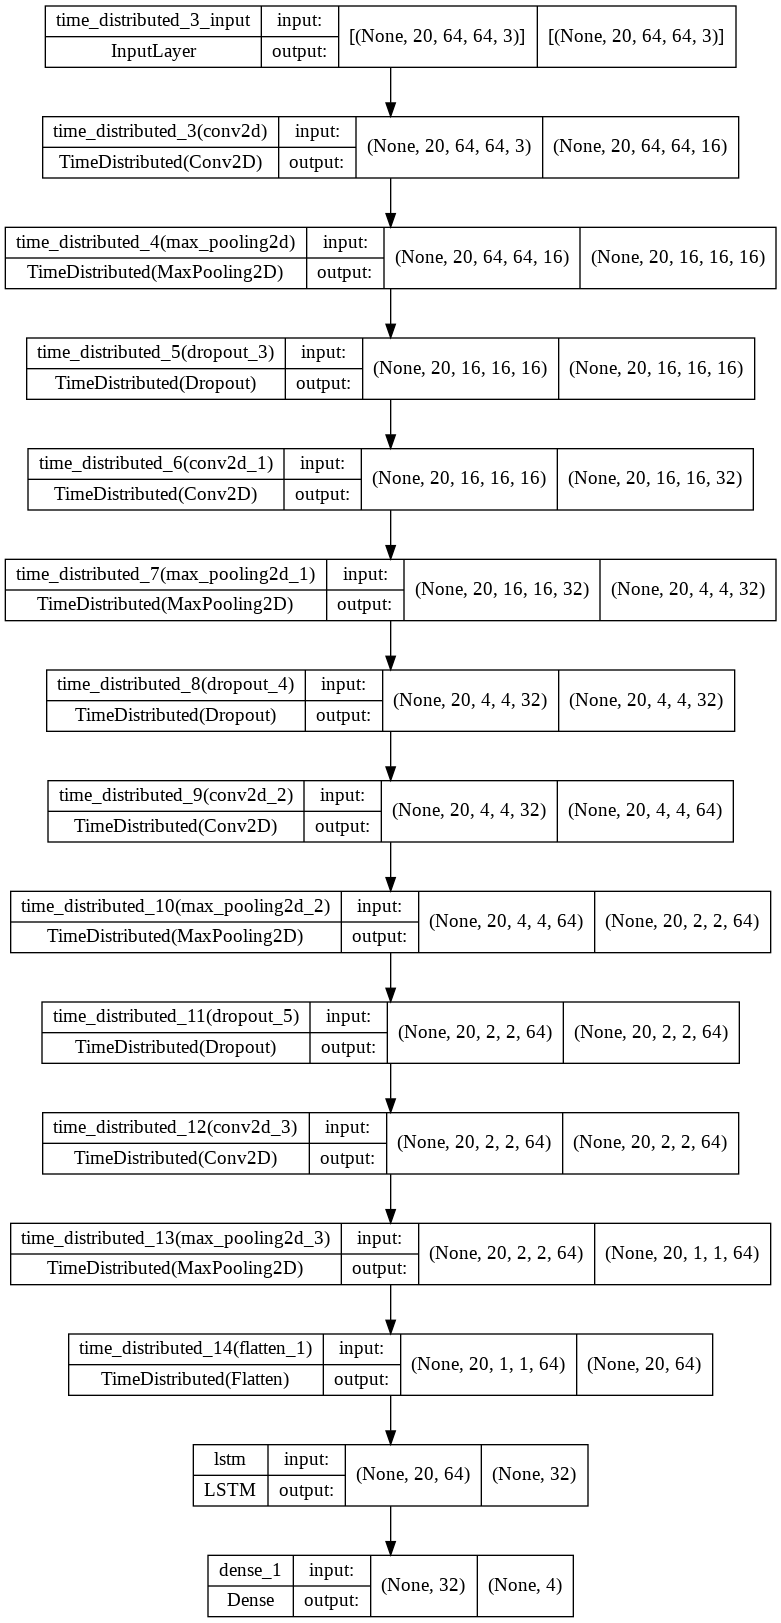 time_distributed_3_input input: [(None, 20, 64, 64, 3)] [(None, 20, 64, 64, 3)]
InputLayer output:
time_distributed_3(conv2d) input: (None, 20, 64, 64, 3) (None, 20, 64, 64, 16)
TimeDistributed(Conv2D) output:
time_distributed_4(max_pooling2d) input: (None, 20, 64, 64, 16) (None, 20, 16, 16, 16)
TimeDistributed(MaxPooling2D) output:
time_distributed_5(dropout_3) input: (None, 20, 16, 16, 16) (None, 20, 16, 16, 16)
TimeDistributed(Dropout) output:
time_distributed_6(conv2d_1) input: (None, 20, 16, 16, 16) (None, 20, 16, 16, 32)
TimeDistributed(Conv2D) output:
time_distributed_7(max_pooling2d_1) input: (None, 20, 16, 16, 32) (None, 20, 4, 4, 32)
TimeDistributed(MaxPooling2D) output:
time_distributed_8(dropout_4) input: (None, 20, 4, 4, 32) (None, 20, 4, 4, 32)
TimeDistributed(Dropout) output:
time_distributed_9(conv2d_2) input: (None, 20, 4, 4, 32) (None, 20, 4, 4, 64)
TimeDistributed(Conv2D) output:
time_distributed_10(max_pooling2d_2) input: (None, 20, 4, 4, 64) (None, 20, 2, 2, 64)
TimeDistributed(MaxPooling2D) output:
time_distributed_11(dropout_5) input: (None, 20, 2, 2, 64) (None, 20, 2, 2, 64)
TimeDistributed(Dropout) output:
time_distributed_12(conv2d_3) input: (None, 20, 2, 2, 64) (None, 20, 2, 2, 64)
TimeDistributed(Conv2D) output:
time_distributed_13(max_pooling2d_3) input: (None, 20, 2, 2, 64) (None, 20, 1, 1, 64)
TimeDistributed(MaxPooling2D) output:
time_distributed_14(flatten_1) input: (None, 20, 1, 1, 64) (None, 20, 64)
TimeDistributed(Flatten) output:
lstm input: (None, 20, 64) (None, 32)
LSTM output:
dense_1 input: (None, 32) (None, 4)
Dense output: